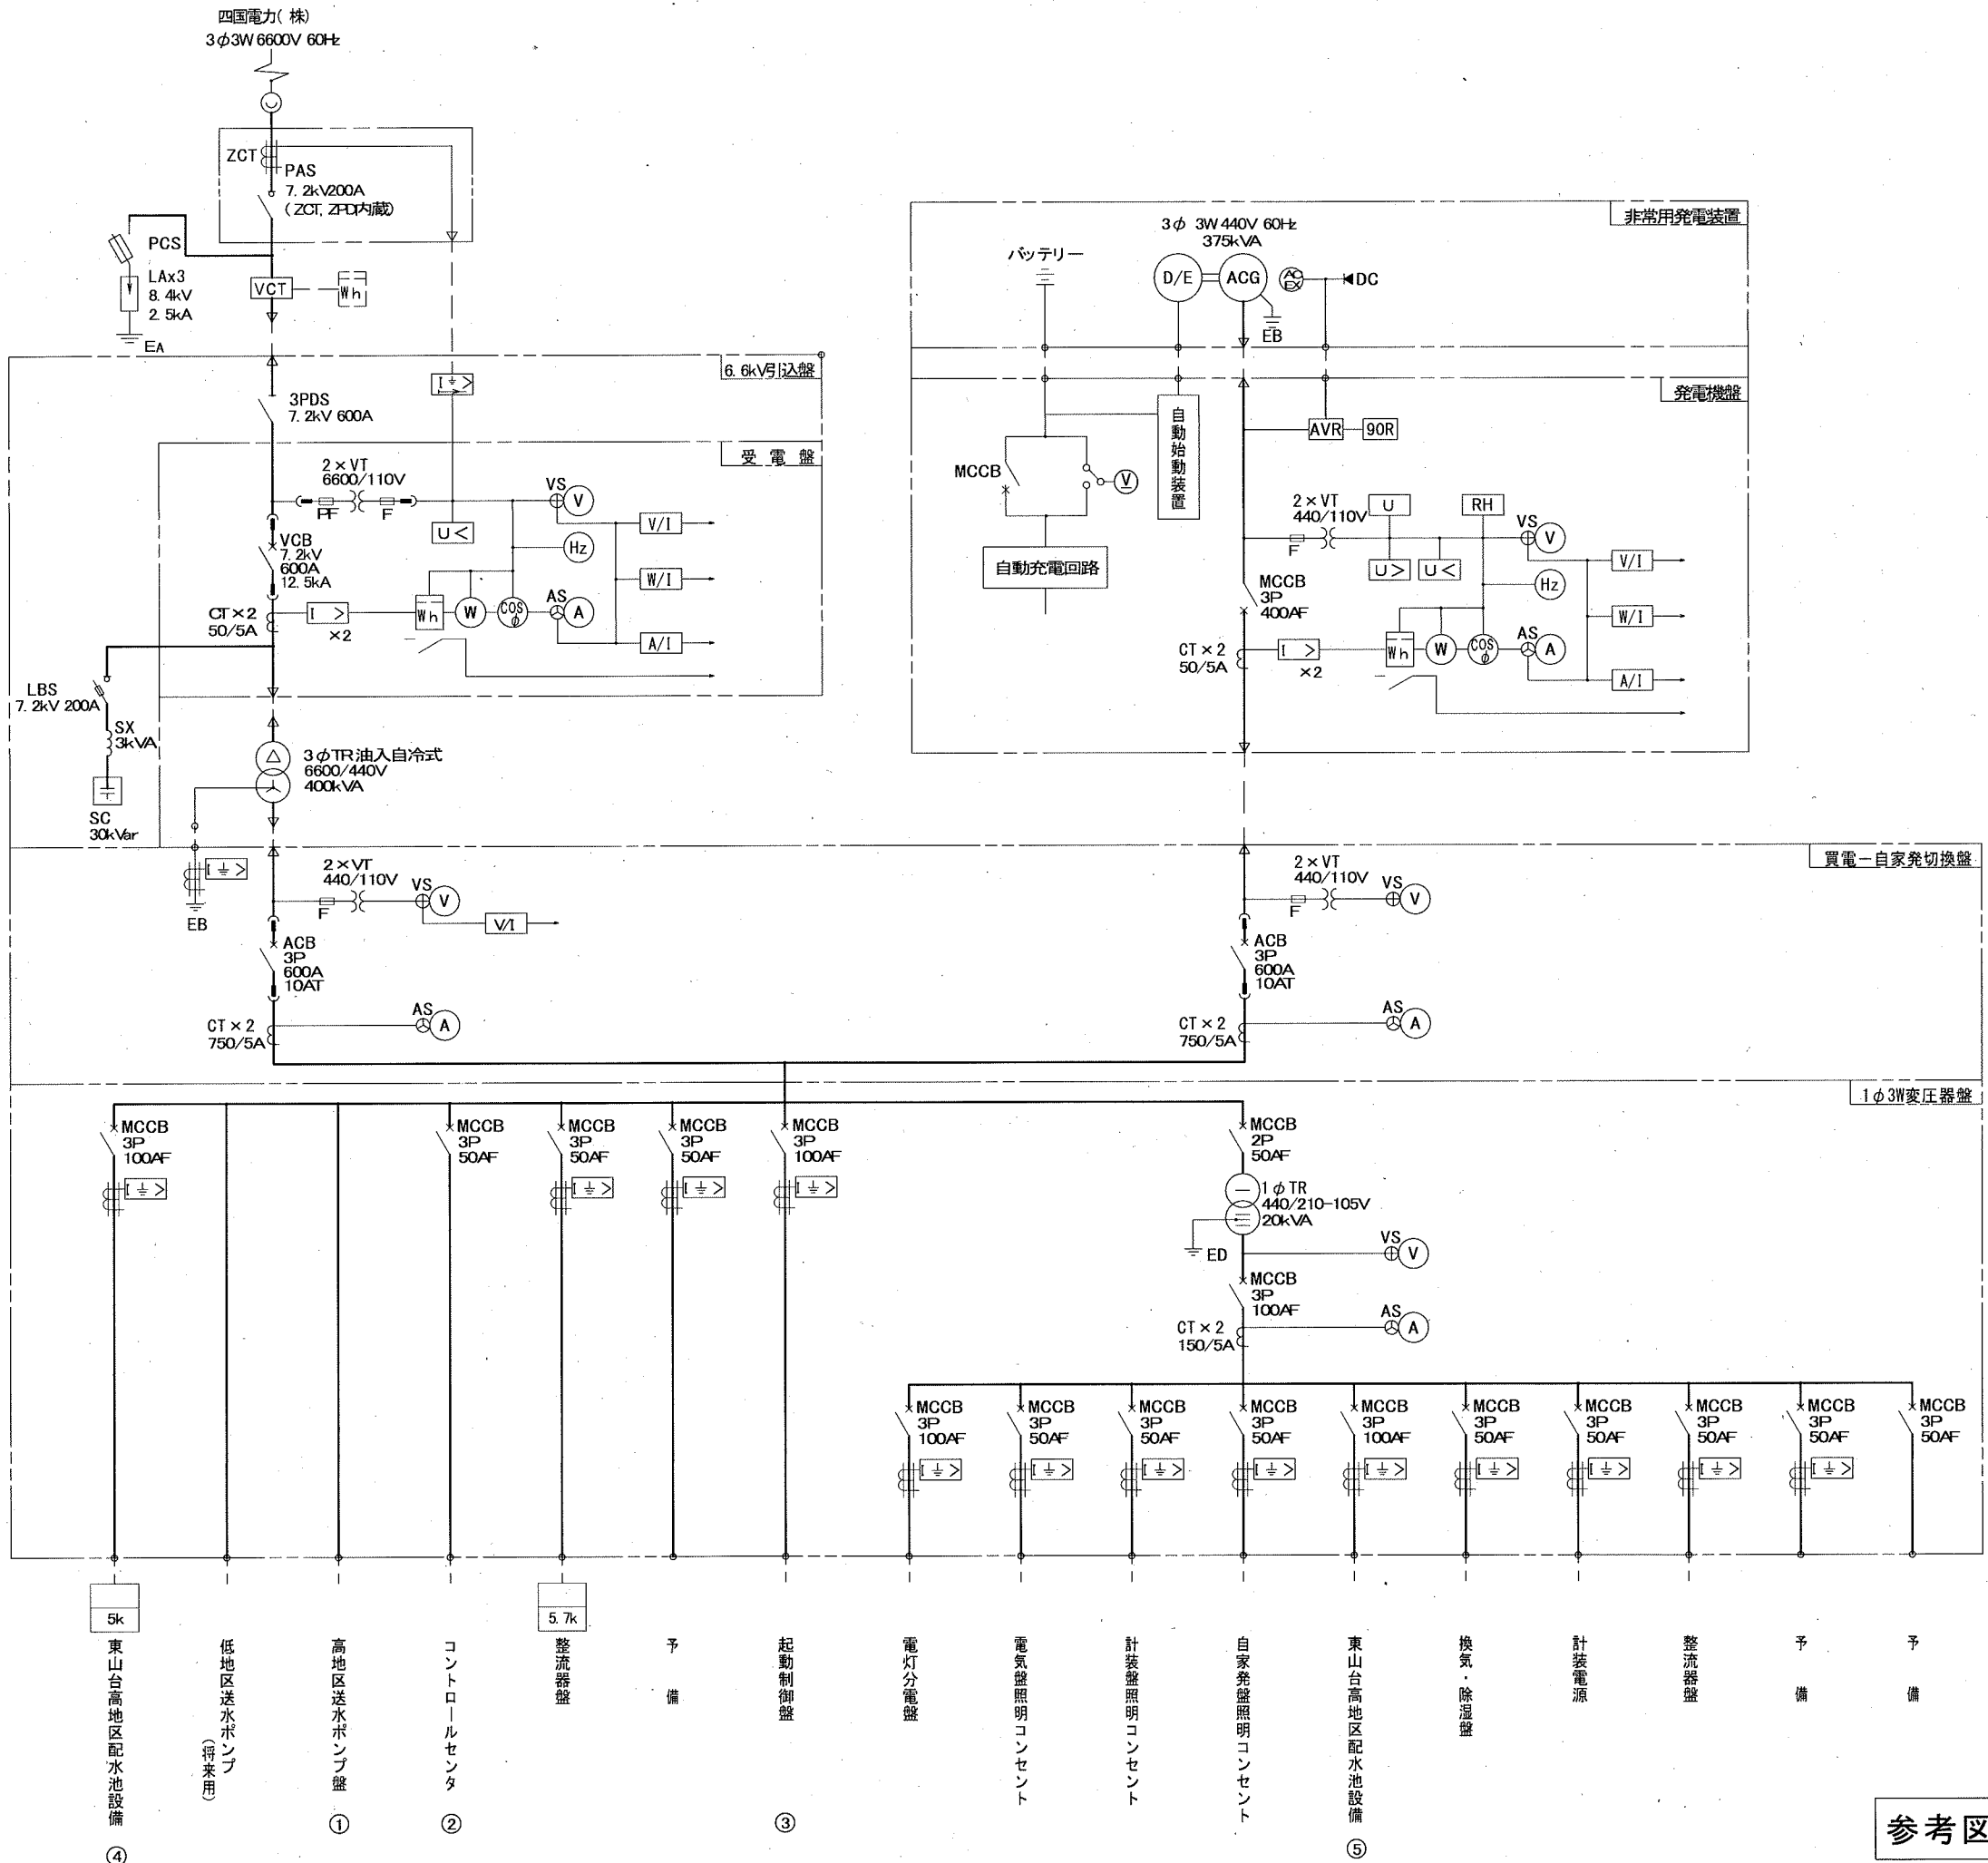 四国電力(株)
3φ3W 6600V 60Hz
ZCT
PAS
7.2kV200A
(ZCT, ZPD内蔵)
PCS
LAx3
8.4kV
2.5kA
EA
VCT
Wh
6.6kV引込盤
I >
3PDS
7.2kV 600A
受電盤
2×VT
6600/110V
PF
F
VS
V
V/I
U<
Hz
W/I
VCB
7.2kV
600A
12.5kA
CT×2
50/5A
I >
×2
Wh
W
COSφ
AS
A
A/I
LBS
7.2kV 200A
SX
3kVA
SC
30kVar
3φTR油入自冷式
6600/440V
400kVA
非常用発電装置
3φ 3W 440V 60Hz
375kVA
バッテリー
D/E
ACG
AC
EX
DC
EB
発電機盤
自動始動装置
AVR
90R
MCCB
V
自動充電回路
2×VT
440/110V
F
U
RH
U>
U<
VS
V
V/I
Hz
W/I
MCCB
3P
400AF
CT×2
50/5A
I >
×2
Wh
W
COSφ
AS
A
A/I
買電ー自家発切換盤
I >
EB
2×VT
440/110V
F
VS
V
V/I
ACB
3P
600A
10AT
CT×2
750/5A
AS
A
2×VT
440/110V
F
VS
V
ACB
3P
600A
10AT
CT×2
750/5A
AS
A
1φ3W変圧器盤
MCCB
3P
100AF
I >
MCCB
3P
50AF
MCCB
3P
50AF
I >
MCCB
3P
50AF
I >
MCCB
3P
100AF
I >
MCCB
2P
50AF
1φTR
440/210-105V
20kVA
ED
VS
V
MCCB
3P
100AF
CT×2
150/5A
AS
A
MCCB
3P
100AF
I >
MCCB
3P
50AF
I >
MCCB
3P
50AF
I >
MCCB
3P
50AF
I >
MCCB
3P
100AF
I >
MCCB
3P
50AF
I >
MCCB
3P
50AF
I >
MCCB
3P
50AF
I >
MCCB
3P
50AF
I >
MCCB
3P
50AF
5k
5.7k
東山台高地区配水池設備
④
低地区送水ポンプ
(将来用)
高地区送水ポンプ盤
①
コントロールセンタ
②
整流器盤
予備
起動制御盤
③
電灯分電盤
電気盤照明コンセント
計装盤照明コンセント
自家発盤照明コンセント
東山台高地区配水池設備
⑤
換気・除湿盤
計装電源
整流器盤
予備
予備
参考図